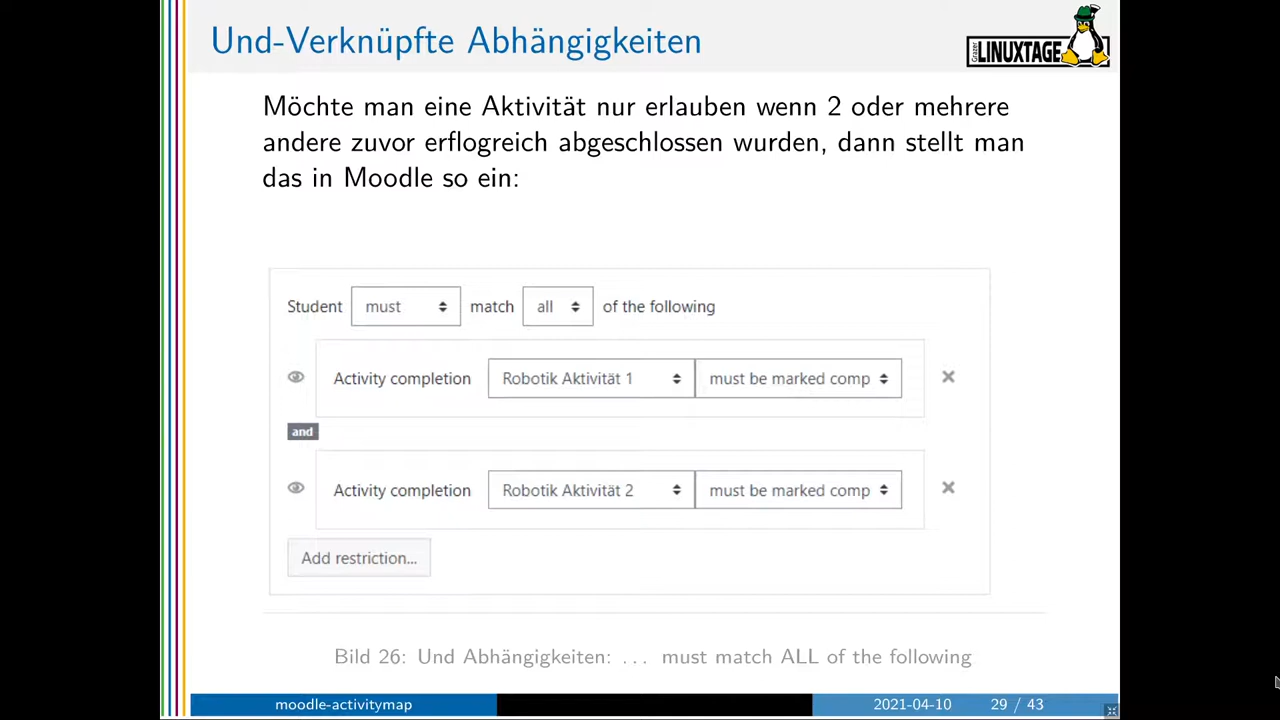 Und-Verknüpfte Abhängigkeiten
Grazer LINUXTAGE
Möchte man eine Aktivität nur erlauben wenn 2 oder mehrere
andere zuvor erflogreich abgeschlossen wurden, dann stellt man
das in Moodle so ein:
Student must match all of the following
Activity completion Robotik Aktivität 1 must be marked comp
and
Activity completion Robotik Aktivität 2 must be marked comp
Add restriction...
Bild 26: Und Abhängigkeiten: ... must match ALL of the following
moodle-activitymap 2021-04-10 29 / 43